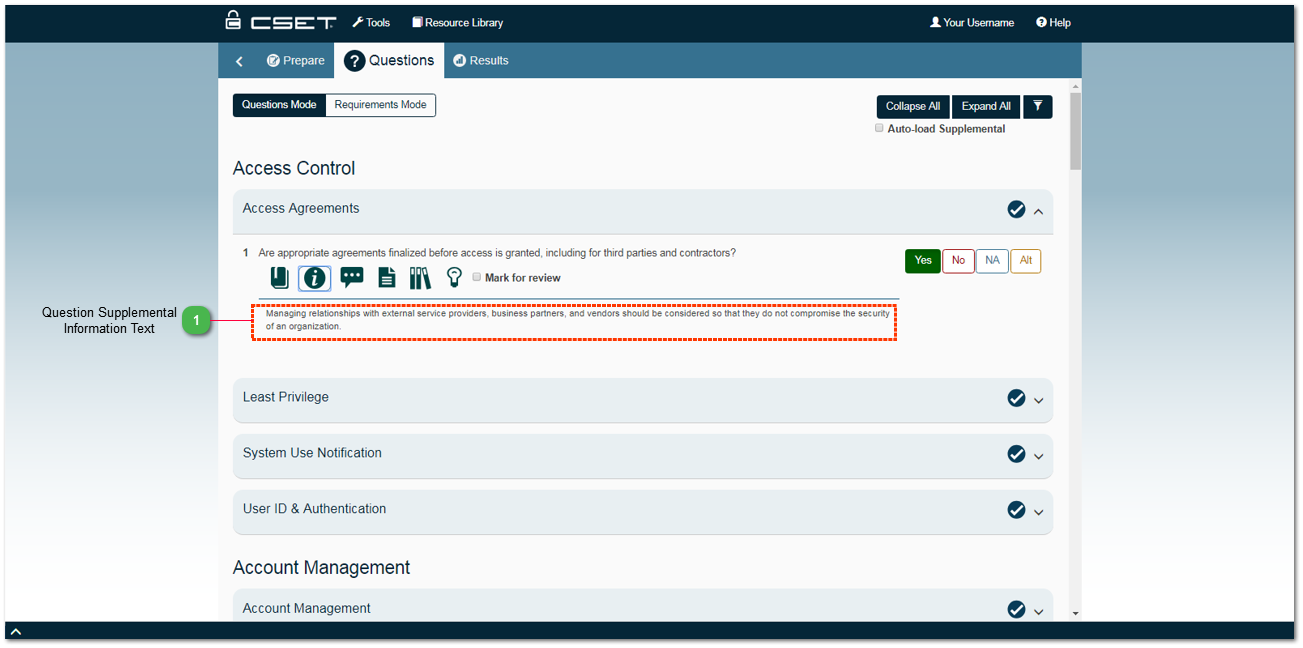 CSET Tools Resource Library Your Username Help
Prepare Questions Results
Questions Mode Requirements Mode Collapse All Expand All
Auto-load Supplemental
Access Control
Access Agreements
1 Are appropriate agreements finalized before access is granted, including for third parties and contractors? Yes No NA Alt
Mark for review
Question Supplemental
Information Text
1
Managing relationships with external service providers, business partners, and vendors should be considered so that they do not compromise the security
of an organization.
Least Privilege
System Use Notification
User ID & Authentication
Account Management
Account Management